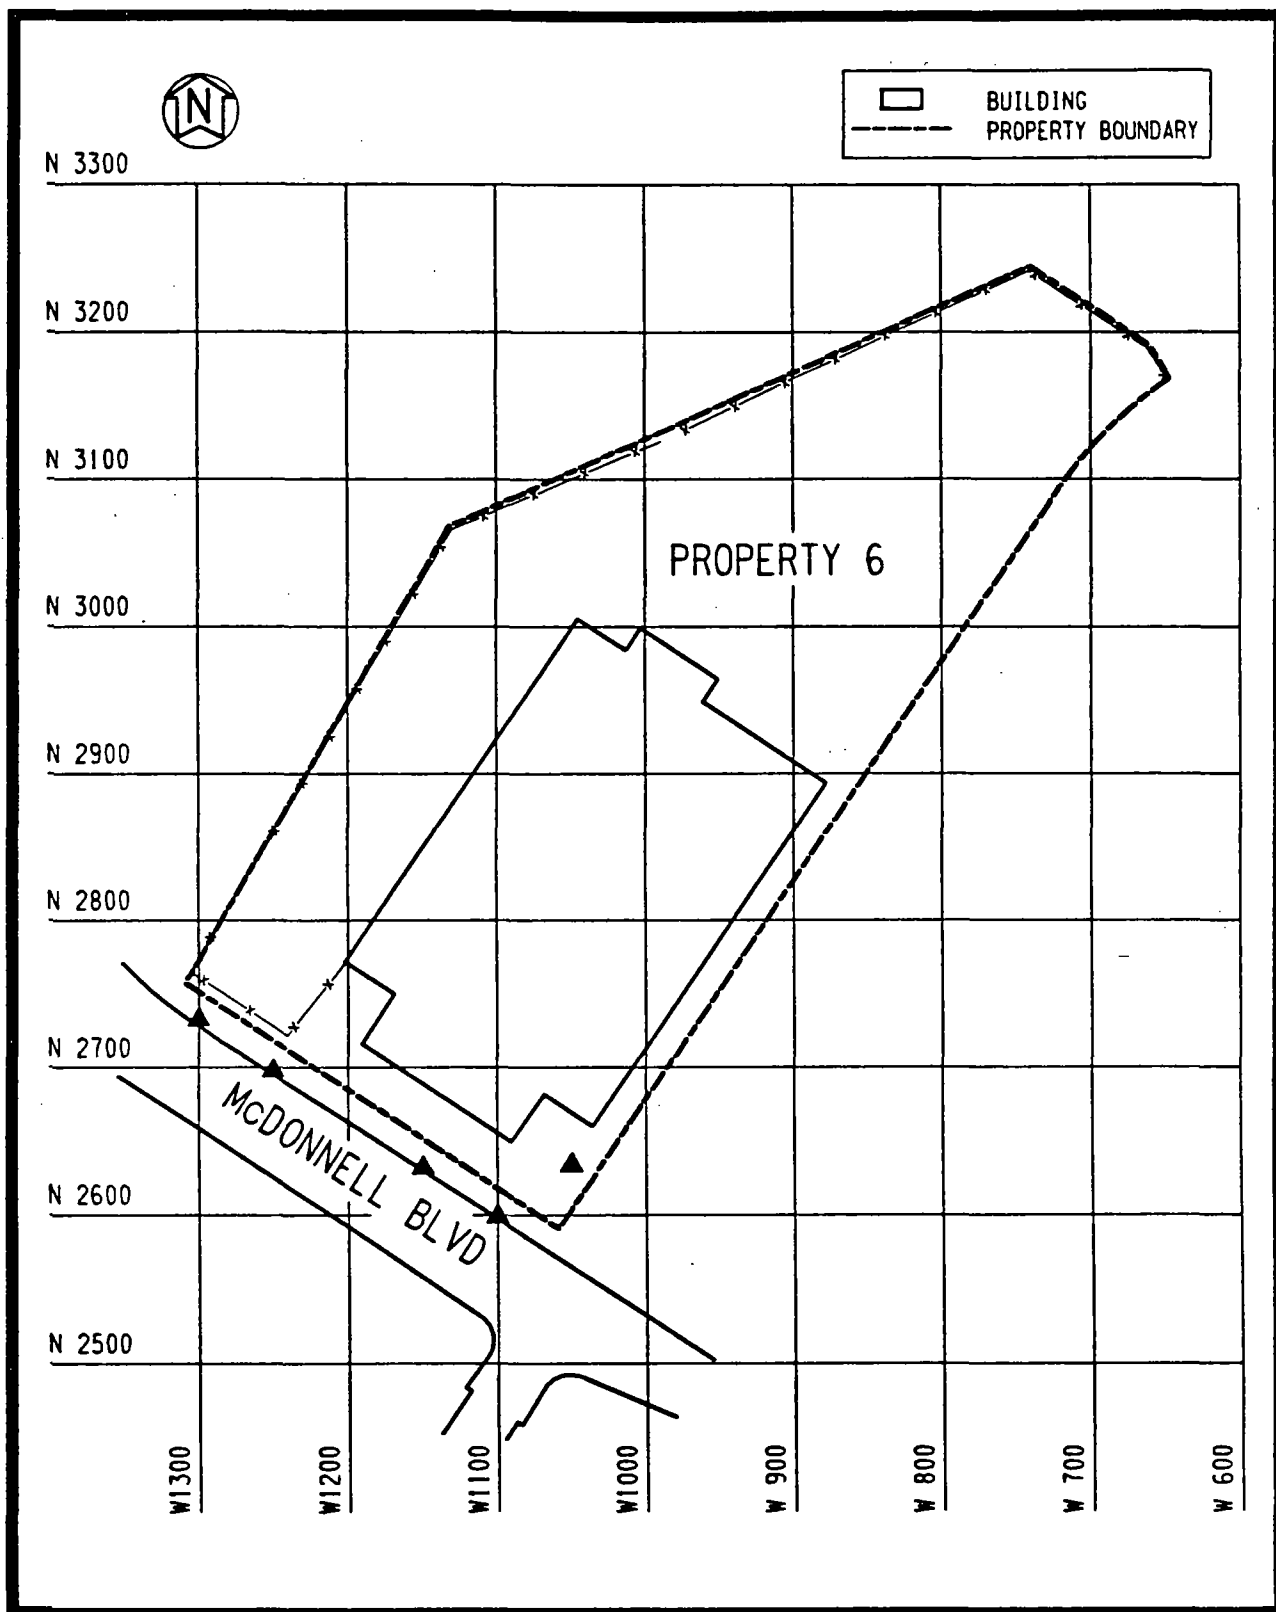 N
BUILDING
PROPERTY BOUNDARY
N 3300
N 3200
N 3100
PROPERTY 6
N 3000
N 2900
N 2800
N 2700
McDONNELL BLVD
N 2600
N 2500
W1300
W1200
W1100
W1000
W 900
W 800
W 700
W 600